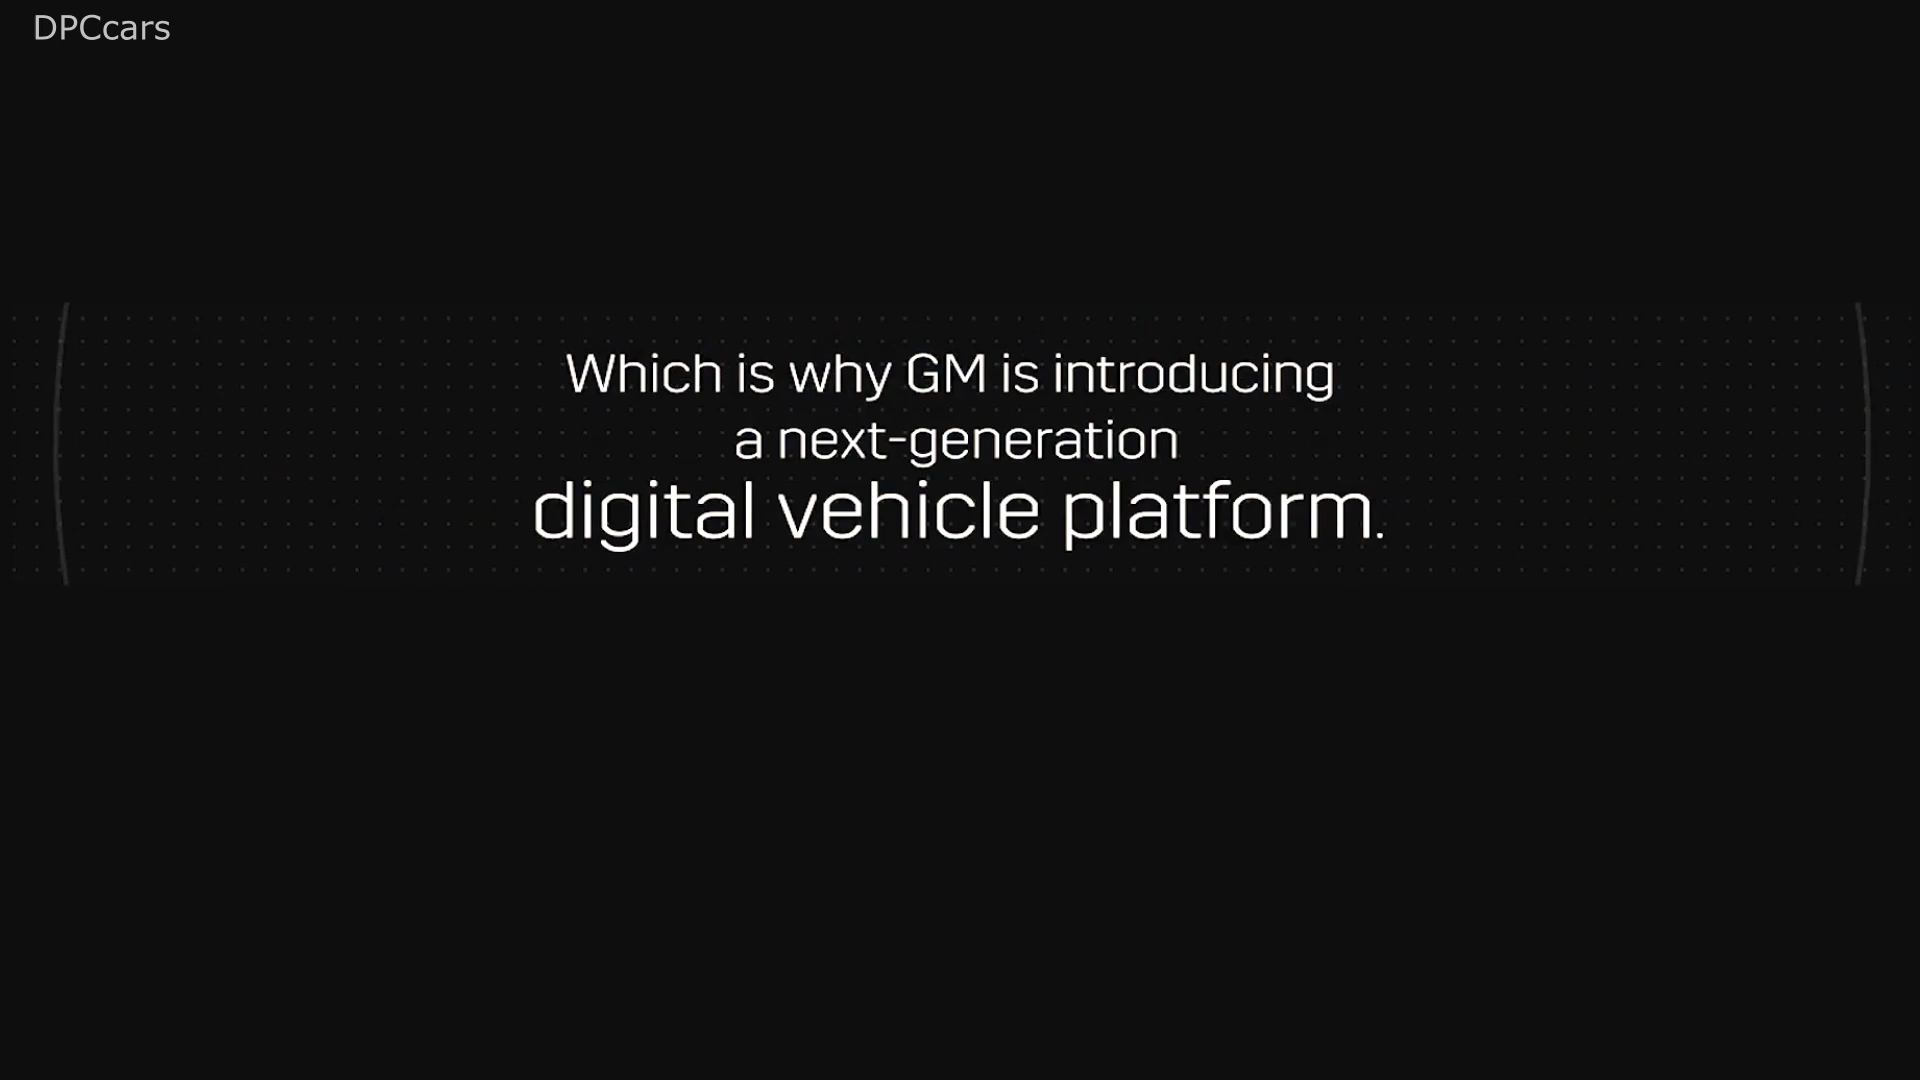 DPCcars
Which is why GM is introducing
a next-generation
digital vehicle platform.